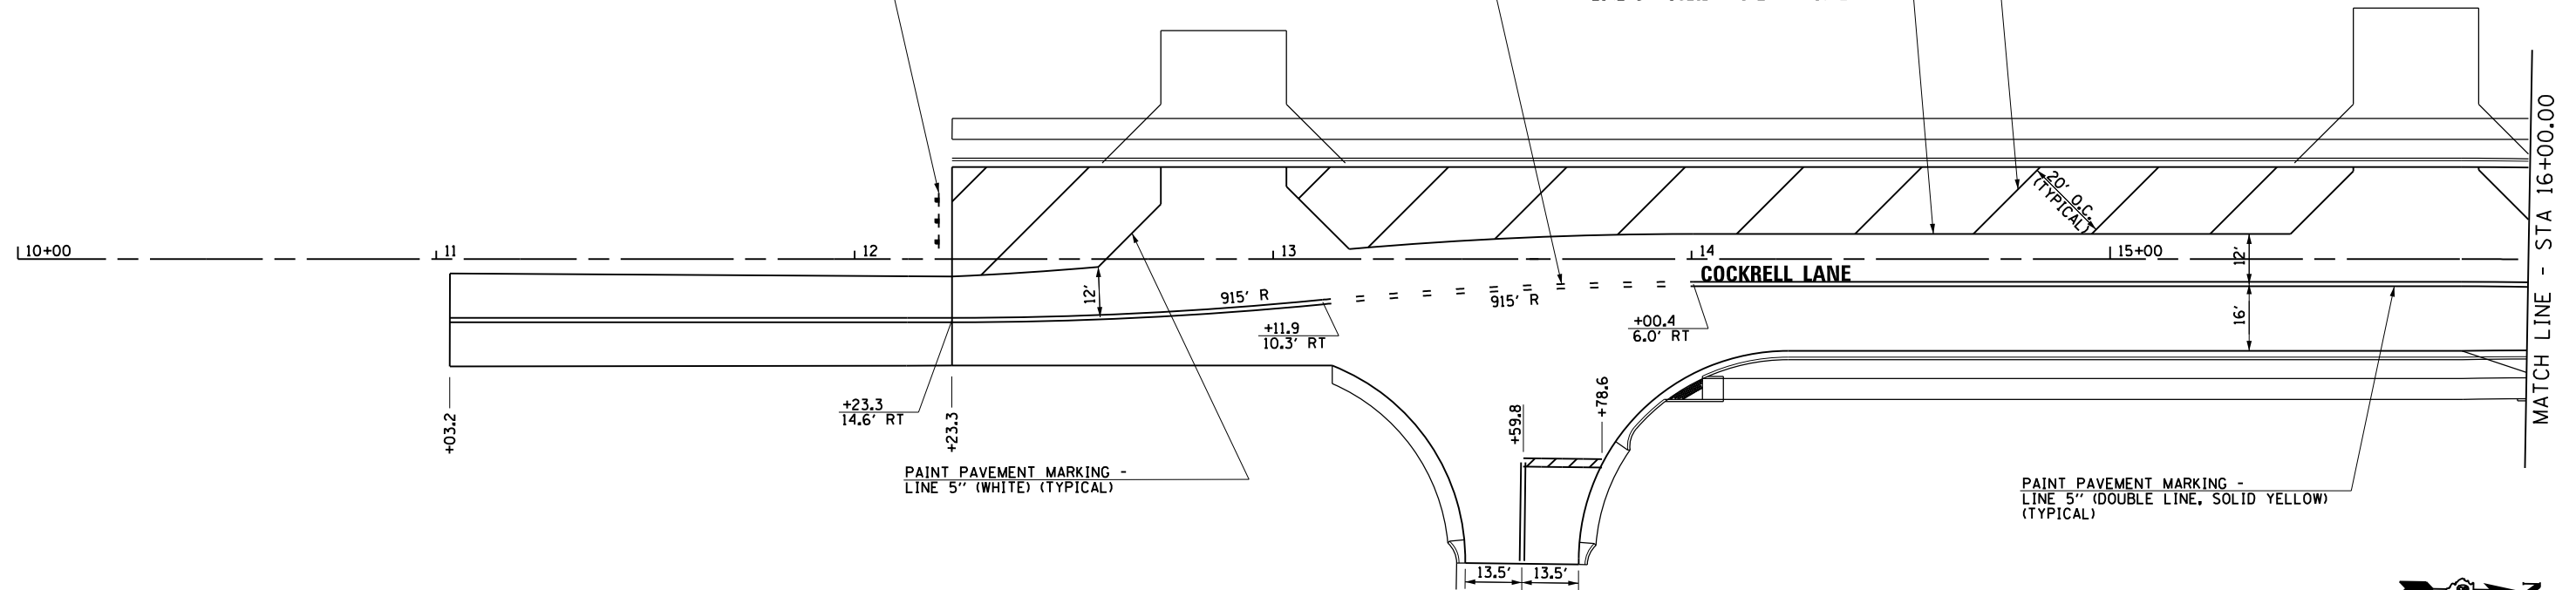 20' O.C.
(TYPICAL)
10+00
11
12
13
14
15+00
COCKRELL LANE
12'
12'
16'
915' R
915' R
+11.9
10.3' RT
+00.4
6.0' RT
+23.3
14.6' RT
+03.2
+23.3
+59.8
+78.6
PAINT PAVEMENT MARKING -
LINE 5" (WHITE) (TYPICAL)
PAINT PAVEMENT MARKING -
LINE 5" (DOUBLE LINE, SOLID YELLOW)
(TYPICAL)
13.5'
13.5'
MATCH LINE - STA 16+00.00